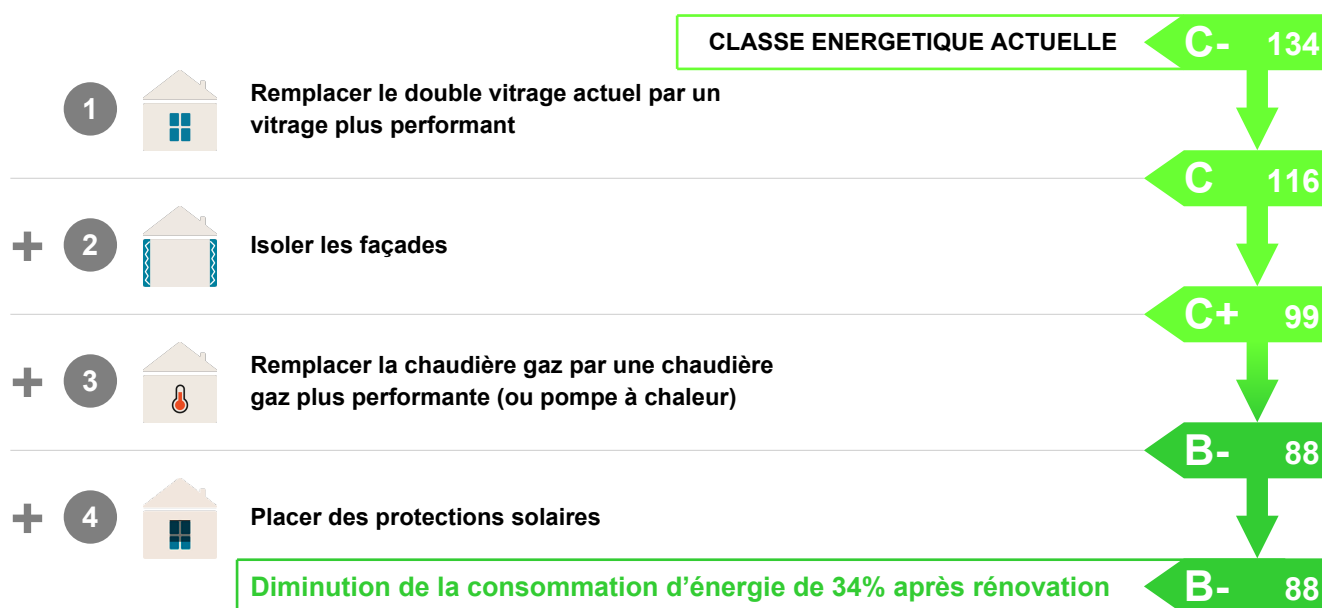 CLASSE ENERGETIQUE ACTUELLE C- 134
1 Remplacer le double vitrage actuel par un
vitrage plus performant
C 116
+ 2 Isoler les façades
C+ 99
+ 3 Remplacer la chaudière gaz par une chaudière
gaz plus performante (ou pompe à chaleur)
B- 88
+ 4 Placer des protections solaires
Diminution de la consommation d’énergie de 34% après rénovation B- 88